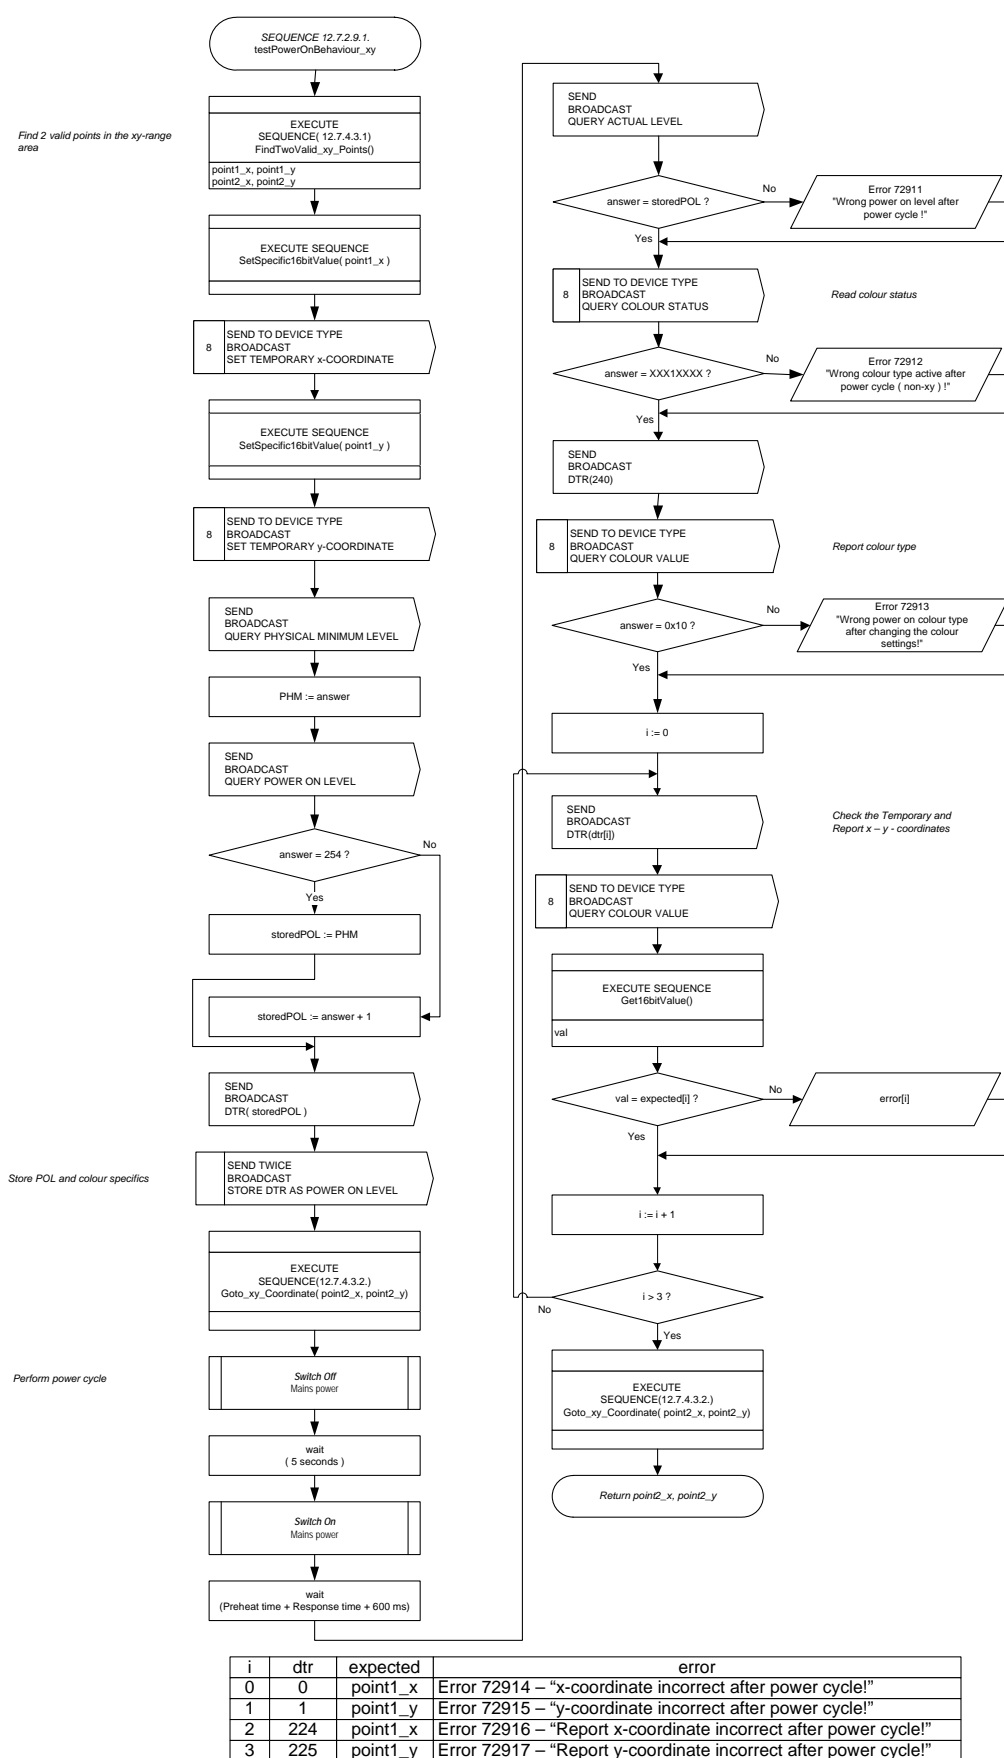 SEQUENCE 12.7.2.9.1.
testPowerOnBehaviour_xy
Find 2 valid points in the xy-range
area
EXECUTE
SEQUENCE( 12.7.4.3.1)
FindTwoValid_xy_Points()
point1_x, point1_y
point2_x, point2_y
EXECUTE SEQUENCE
SetSpecific16bitValue( point1_x )
8
SEND TO DEVICE TYPE
BROADCAST
SET TEMPORARY x-COORDINATE
EXECUTE SEQUENCE
SetSpecific16bitValue( point1_y )
8
SEND TO DEVICE TYPE
BROADCAST
SET TEMPORARY y-COORDINATE
SEND
BROADCAST
QUERY PHYSICAL MINIMUM LEVEL
PHM := answer
SEND
BROADCAST
QUERY POWER ON LEVEL
answer = 254 ?
No
Yes
storedPOL := PHM
storedPOL := answer + 1
SEND
BROADCAST
DTR( storedPOL )
Store POL and colour specifics
SEND TWICE
BROADCAST
STORE DTR AS POWER ON LEVEL
EXECUTE
SEQUENCE(12.7.4.3.2.)
Goto_xy_Coordinate( point2_x, point2_y)
Perform power cycle
Switch Off
Mains power
wait
( 5 seconds )
Switch On
Mains power
wait
(Preheat time + Response time + 600 ms)
SEND
BROADCAST
QUERY ACTUAL LEVEL
answer = storedPOL ?
No
Error 72911
"Wrong power on level after
power cycle !"
Yes
8
SEND TO DEVICE TYPE
BROADCAST
QUERY COLOUR STATUS
Read colour status
answer = XXX1XXXX ?
No
Error 72912
"Wrong colour type active after
power cycle ( non-xy ) !"
Yes
SEND
BROADCAST
DTR(240)
8
SEND TO DEVICE TYPE
BROADCAST
QUERY COLOUR VALUE
Report colour type
answer = 0x10 ?
No
Error 72913
"Wrong power on colour type
after changing the colour
settings!"
Yes
i := 0
SEND
BROADCAST
DTR(dtr[i])
Check the Temporary and
Report x – y - coordinates
8
SEND TO DEVICE TYPE
BROADCAST
QUERY COLOUR VALUE
EXECUTE SEQUENCE
Get16bitValue()
val
val = expected[i] ?
No
error[i]
Yes
i := i + 1
i > 3 ?
No
Yes
EXECUTE
SEQUENCE(12.7.4.3.2.)
Goto_xy_Coordinate( point2_x, point2_y)
Return point2_x, point2_y
i dtr expected error
0 0 point1_x Error 72914 – “x-coordinate incorrect after power cycle!”
1 1 point1_y Error 72915 – “y-coordinate incorrect after power cycle!”
2 224 point1_x Error 72916 – “Report x-coordinate incorrect after power cycle!”
3 225 point1_y Error 72917 – “Report y-coordinate incorrect after power cycle!”